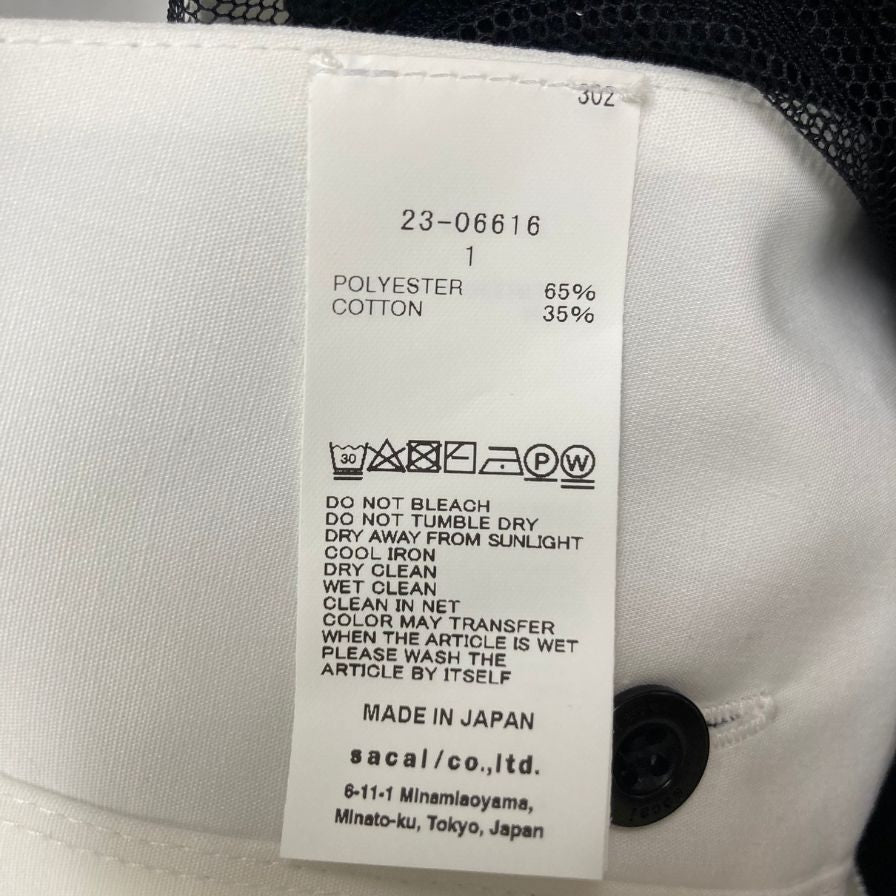 302
23-06616
1
POLYESTER 65%
COTTON 35%
30 P W
DO NOT BLEACH
DO NOT TUMBLE DRY
DRY AWAY FROM SUNLIGHT
COOL IRON
DRY CLEAN
WET CLEAN
CLEAN IN NET
COLOR MAY TRANSFER
WHEN THE ARTICLE IS WET
PLEASE WASH THE
ARTICLE BY ITSELF
MADE IN JAPAN
sacai/co.,ltd.
6-11-1 Minamiaoyama,
Minato-ku, Tokyo, Japan
sacai